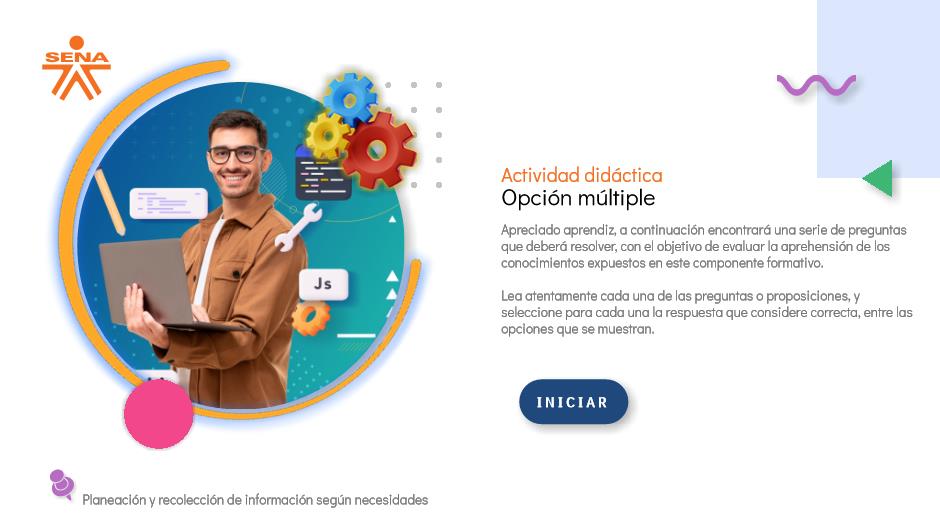 SENA
Js
Actividad didáctica
Opción múltiple
Apreciado aprendiz, a continuación encontrará una serie de preguntas
que deberá resolver, con el objetivo de evaluar la aprehensión de los
conocimientos expuestos en este componente formativo.
Lea atentamente cada una de las preguntas o proposiciones, y
seleccione para cada una la respuesta que considere correcta, entre las
opciones que se muestran.
INICIAR
Planeación y recolección de información según necesidades